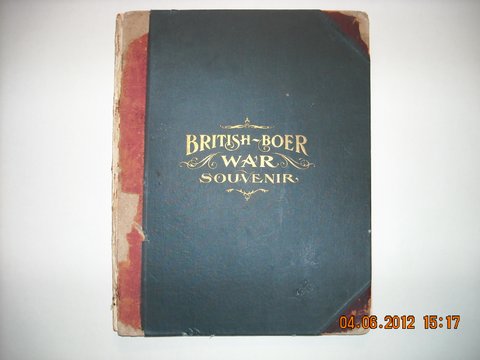 BRITISH-BOER
WAR
SOUVENIR
04.06.2012 15:17